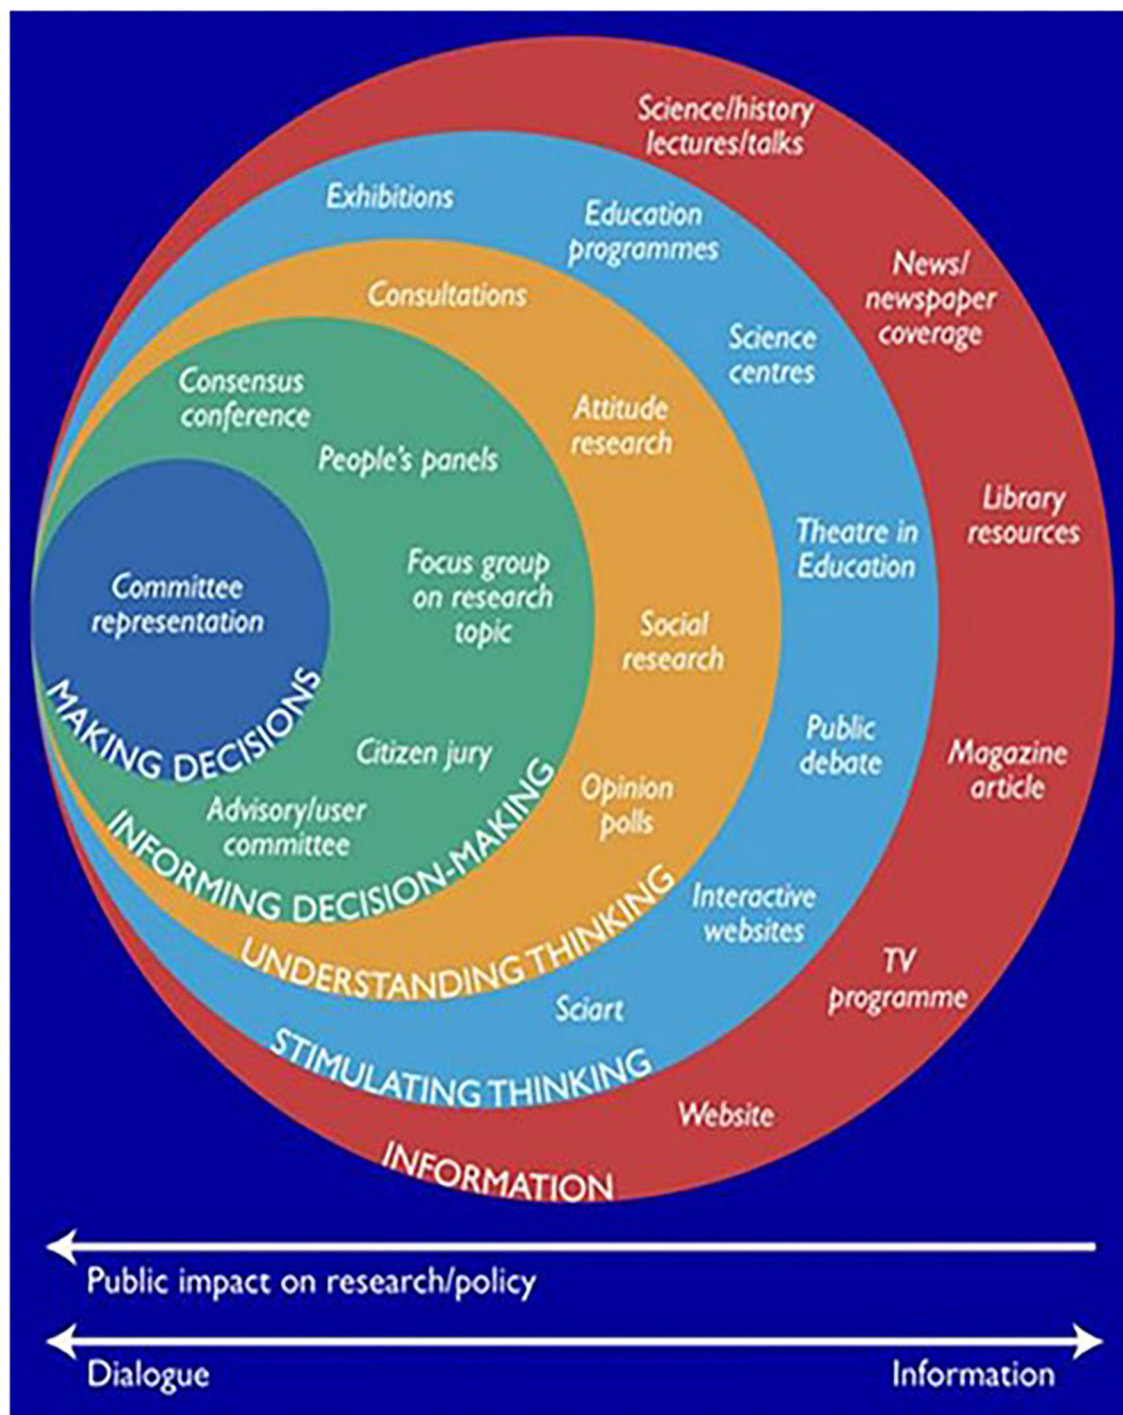 Science/history
lectures/talks
News/
newspaper
coverage
Library
resources
Magazine
article
TV
programme
Website
INFORMATION
Exhibitions
Education
programmes
Science
centres
Theatre in
Education
Public
debate
Interactive
websites
Sciart
STIMULATING THINKING
Consultations
Attitude
research
Social
research
Opinion
polls
UNDERSTANDING THINKING
Consensus
conference
People's panels
Focus group
on research
topic
Citizen jury
Advisory/user
committee
INFORMING DECISION-MAKING
Committee
representation
MAKING DECISIONS
Public impact on research/policy
Dialogue
Information